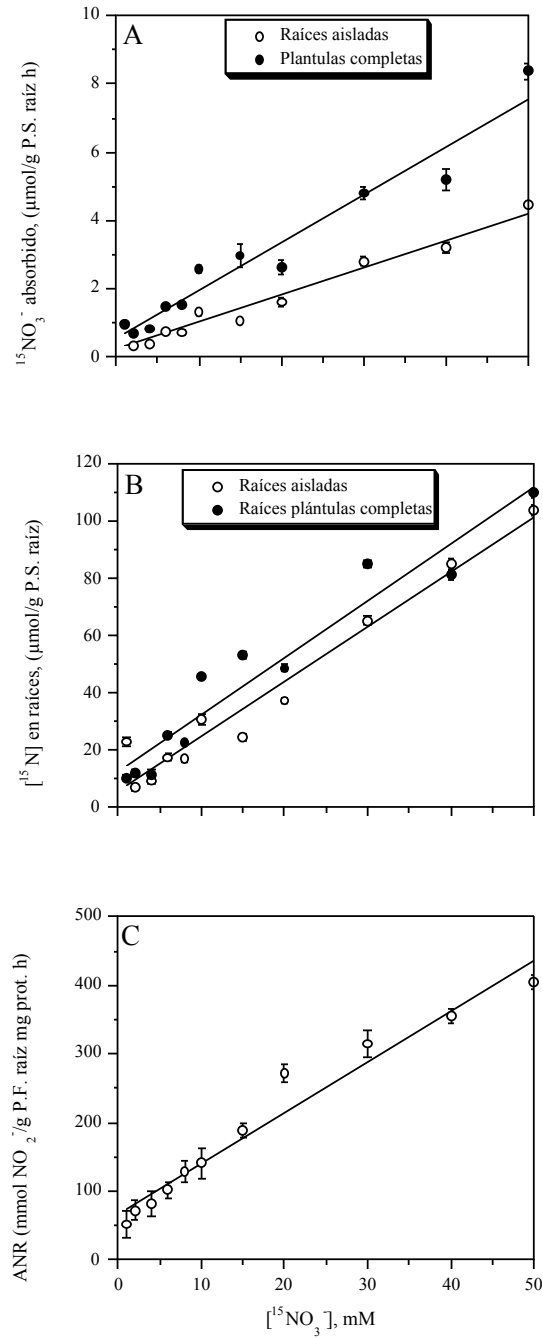 A
Raíces aisladas
Plantulas completas
10
8
6
4
2
0
¹⁵NO₃⁻ absorbido, (µmol/g P.S. raíz h)
B
Raíces aisladas
Raíces plántulas completas
120
100
80
60
40
20
0
[¹⁵N] en raíces, (µmol/g P.S. raíz)
C
500
400
300
200
100
0
ANR (mmol NO₂⁻/g P.F. raíz mg prot. h)
0 10 20 30 40 50
[¹⁵NO₃⁻], mM